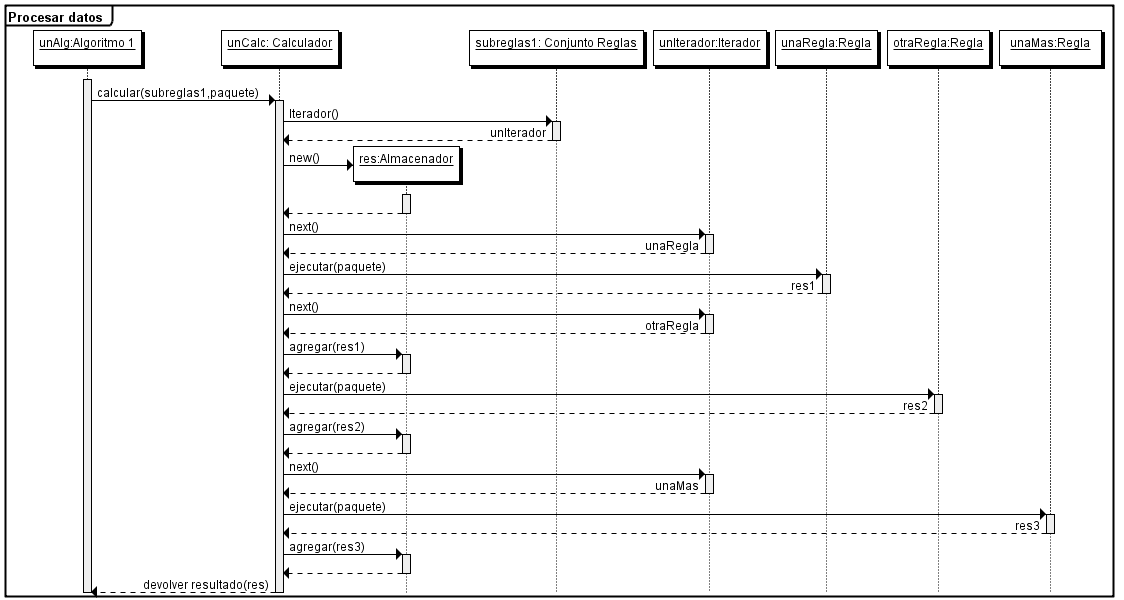 Procesar datos
unAlg:Algoritmo 1
unCalc: Calculador
subreglas1: Conjunto Reglas
unIterador:Iterador
unaRegla:Regla
otraRegla:Regla
unaMas:Regla
calcular(subreglas1,paquete)
Iterador()
unIterador
new()
res:Almacenador
next()
unaRegla
ejecutar(paquete)
res1
next()
otraRegla
agregar(res1)
ejecutar(paquete)
res2
agregar(res2)
next()
unaMas
ejecutar(paquete)
res3
agregar(res3)
devolver resultado(res)